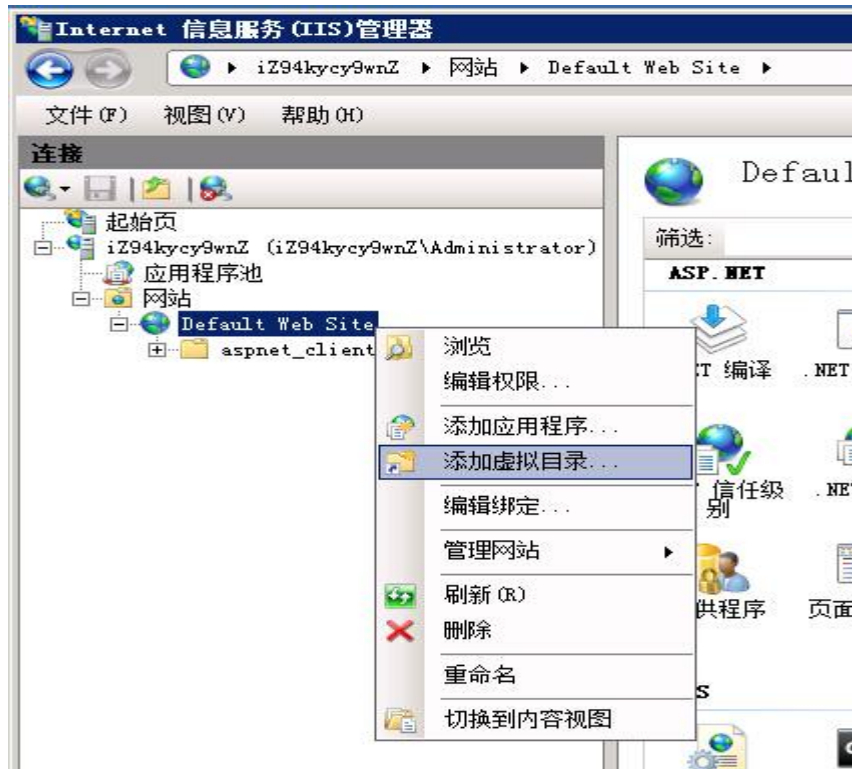 Internet 信息服务(IIS)管理器
iZ94kycy9wnZ ▸ 网站 ▸ Default Web Site ▸
文件(F) 视图(V) 帮助(H)
连接
起始页
iZ94kycy9wnZ (iZ94kycy9wnZ\Administrator)
应用程序池
网站
Default Web Site
aspnet_client
浏览
编辑权限...
添加应用程序...
添加虚拟目录...
编辑绑定...
管理网站
刷新(R)
删除
重命名
切换到内容视图
Defaul
筛选:
ASP.NET
T 编译 .NET
信任级别 .NE
供程序 页面
S